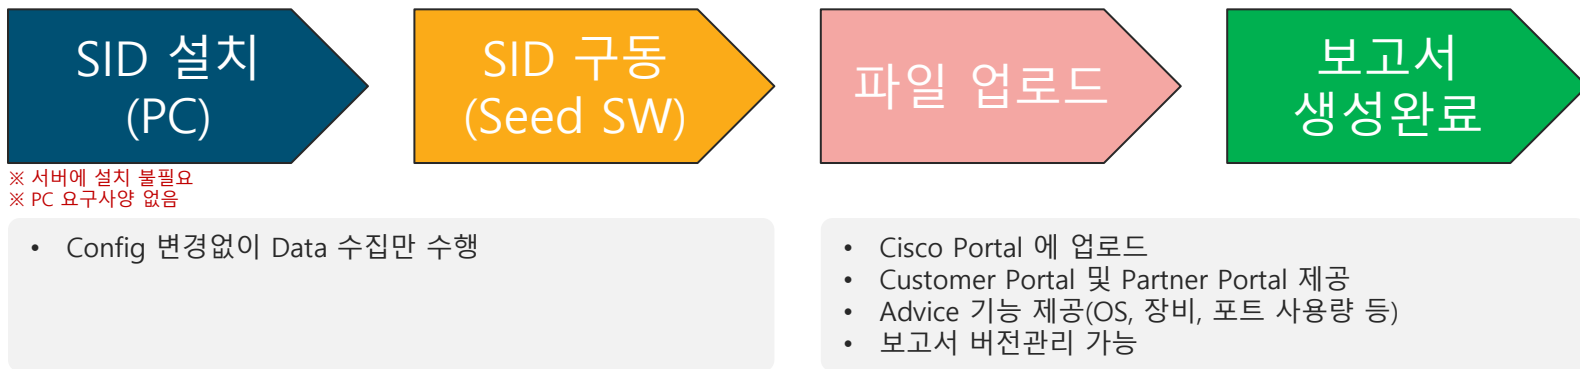 SID 설치
(PC)
SID 구동
(Seed SW)
파일 업로드
보고서
생성완료
※ 서버에 설치 불필요
※ PC 요구사양 없음
• Config 변경없이 Data 수집만 수행
• Cisco Portal 에 업로드
• Customer Portal 및 Partner Portal 제공
• Advice 기능 제공(OS, 장비, 포트 사용량 등)
• 보고서 버전관리 가능